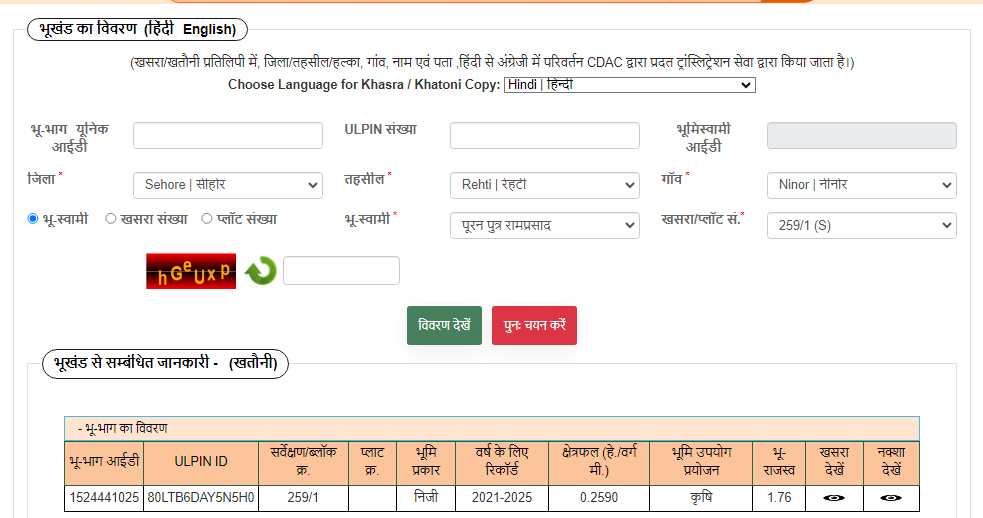 भूखंड का विवरण (हिंदी English)
(खसरा/खतौनी प्रतिलिपी में, जिला/तहसील/हल्का, गांव, नाम एवं पता ,हिंदी से अंग्रेजी में परिवर्तन CDAC द्वारा प्रदत ट्रांस्लिट्रेशन सेवा द्वारा किया जाता है।)
Choose Language for Khasra / Khatoni Copy: Hindi | हिन्दी
भू-भाग यूनिक आईडी
ULPIN संख्या
भूमिस्वामी आईडी
जिला * Sehore | सीहोर तहसील * Rehti | रेहटी गाँव * Ninor | नीनोर
भू-स्वामी खसरा संख्या प्लॉट संख्या भू-स्वामी * पूरन पुत्र रामप्रसाद खसरा/प्लॉट सं.* 259/1 (S)
hGeUxp
विवरण देखें पुनः चयन करें
भूखंड से सम्बंधित जानकारी - (खतौनी)
- भू-भाग का विवरण
भू-भाग आईडी ULPIN ID सर्वेक्षण/ब्लॉक क्र. प्लाट क्र. भूमि प्रकार वर्ष के लिए रिकॉर्ड क्षेत्रफल (हे./वर्ग मी.) भूमि उपयोग प्रयोजन भू-राजस्व खसरा देखें नक्शा देखें
1524441025 80LTB6DAY5N5H0 259/1 निजी 2021-2025 0.2590 कृषि 1.76